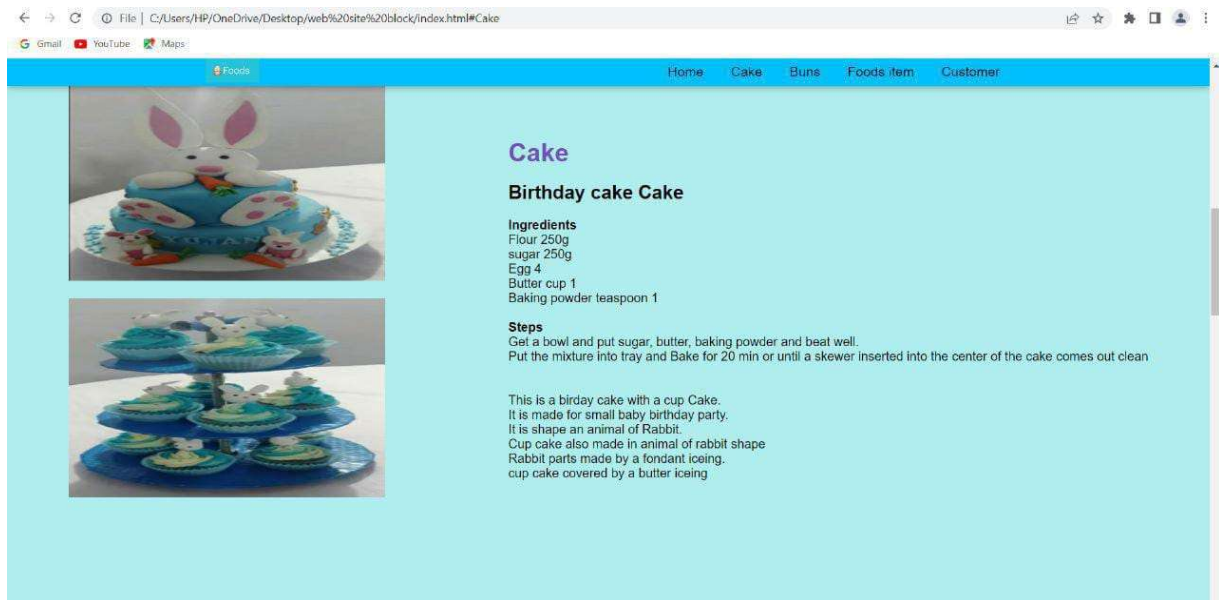 File | C:/Users/HP/OneDrive/Desktop/web%20site%20block/index.html#Cake
Gmail YouTube Maps
Foods Home Cake Buns Foods item Customer
Cake
Birthday cake Cake
Ingredients
Flour 250g
sugar 250g
Egg 4
Butter cup 1
Baking powder teaspoon 1
Steps
Get a bowl and put sugar, butter, baking powder and beat well.
Put the mixture into tray and Bake for 20 min or until a skewer inserted into the center of the cake comes out clean
This is a birday cake with a cup Cake.
It is made for small baby birthday party.
It is shape an animal of Rabbit.
Cup cake also made in animal of rabbit shape
Rabbit parts made by a fondant iceing.
cup cake covered by a butter iceing